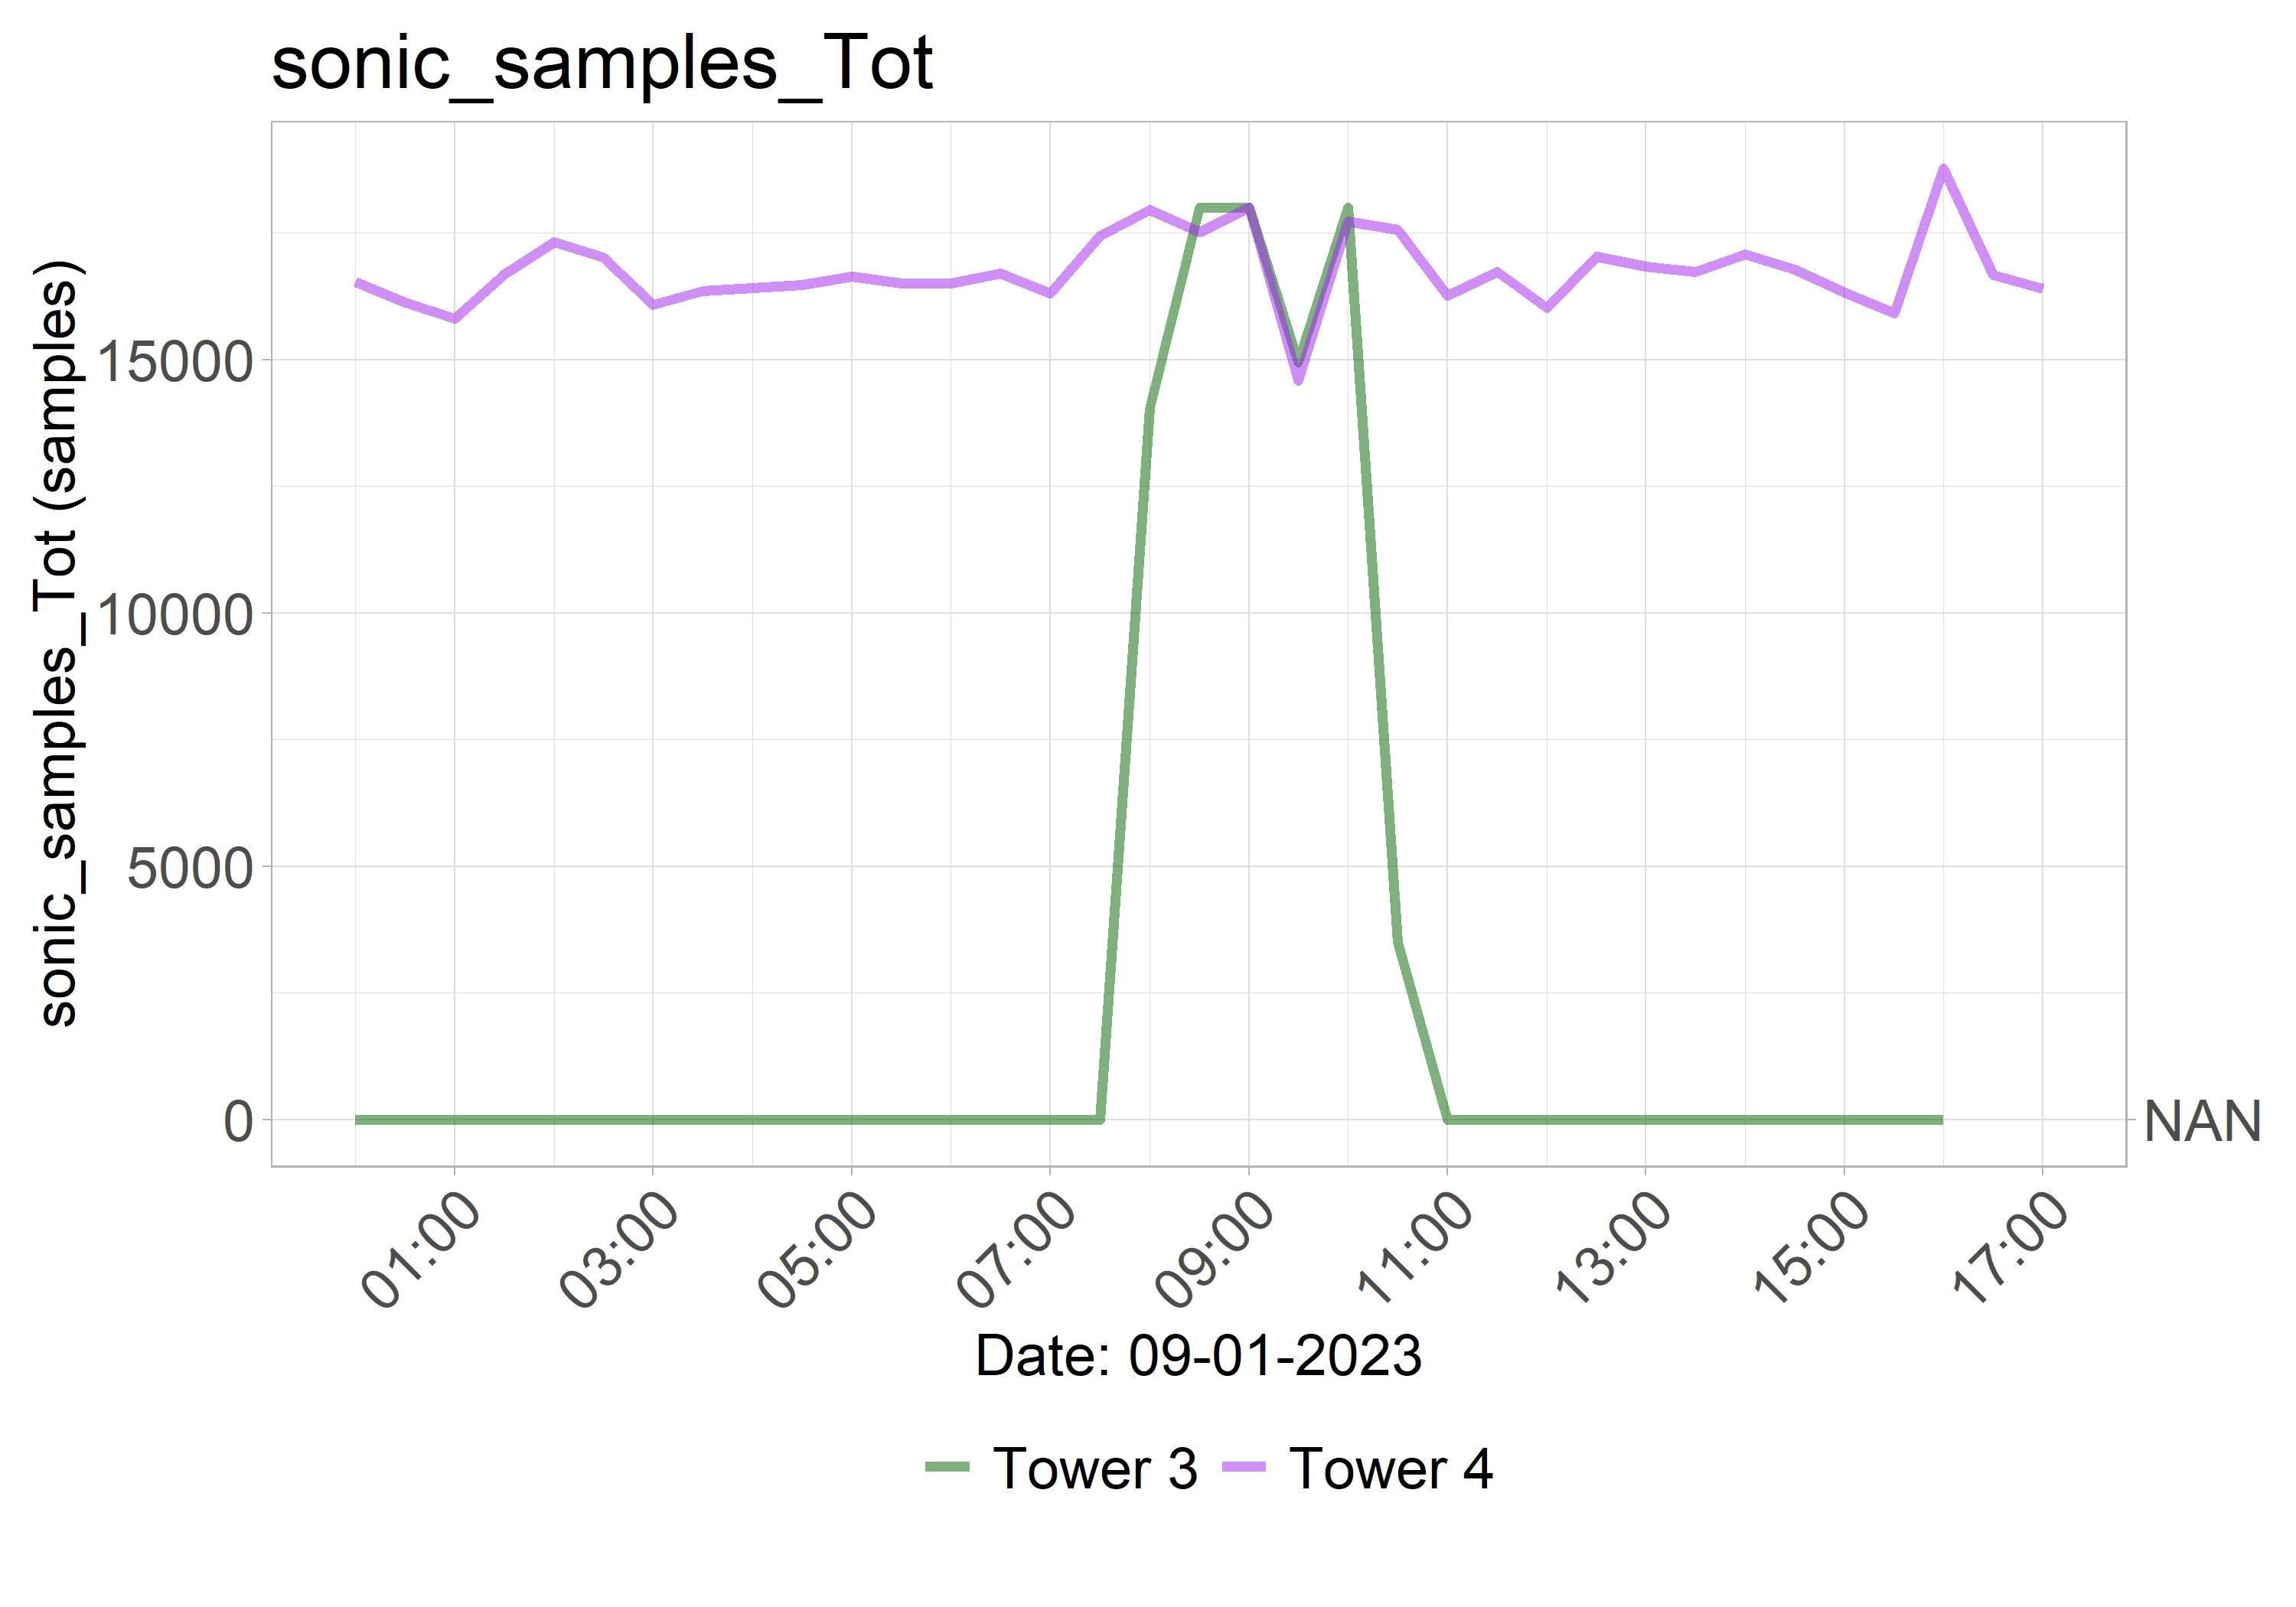 sonic_samples_Tot
sonic_samples_Tot (samples)
15000
10000
5000
0
NAN
01:00
03:00
05:00
07:00
09:00
11:00
13:00
15:00
17:00
Date: 09-01-2023
Tower 3
Tower 4